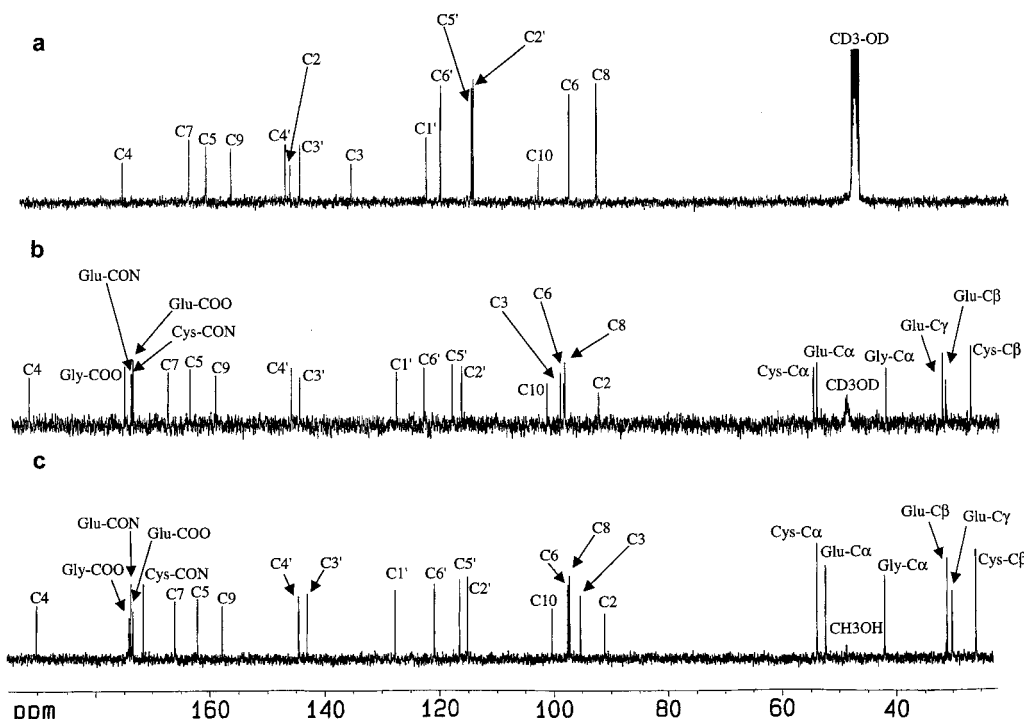 a
C4
C7
C5
C9
C4'
C2
C3'
C3
C1'
C6'
C5'
C2'
C10
C6
C8
CD3-OD
b
C4
Gly-COO
Glu-CON
Glu-COO
Cys-CON
C7
C5
C9
C4'
C3'
C1'
C6'
C5'
C2'
C10
C3
C6
C8
C2
Cys-Cα
Glu-Cα
CD3OD
Gly-Cα
Glu-Cγ
Glu-Cβ
Cys-Cβ
c
C4
Gly-COO
Glu-CON
Glu-COO
Cys-CON
C7
C5
C9
C4'
C3'
C1'
C6'
C5'
C2'
C10
C6
C8
C3
C2
Cys-Cα
Glu-Cα
CH3OH
Gly-Cα
Glu-Cβ
Glu-Cγ
Cys-Cβ
ppm 160 140 120 100 80 60 40